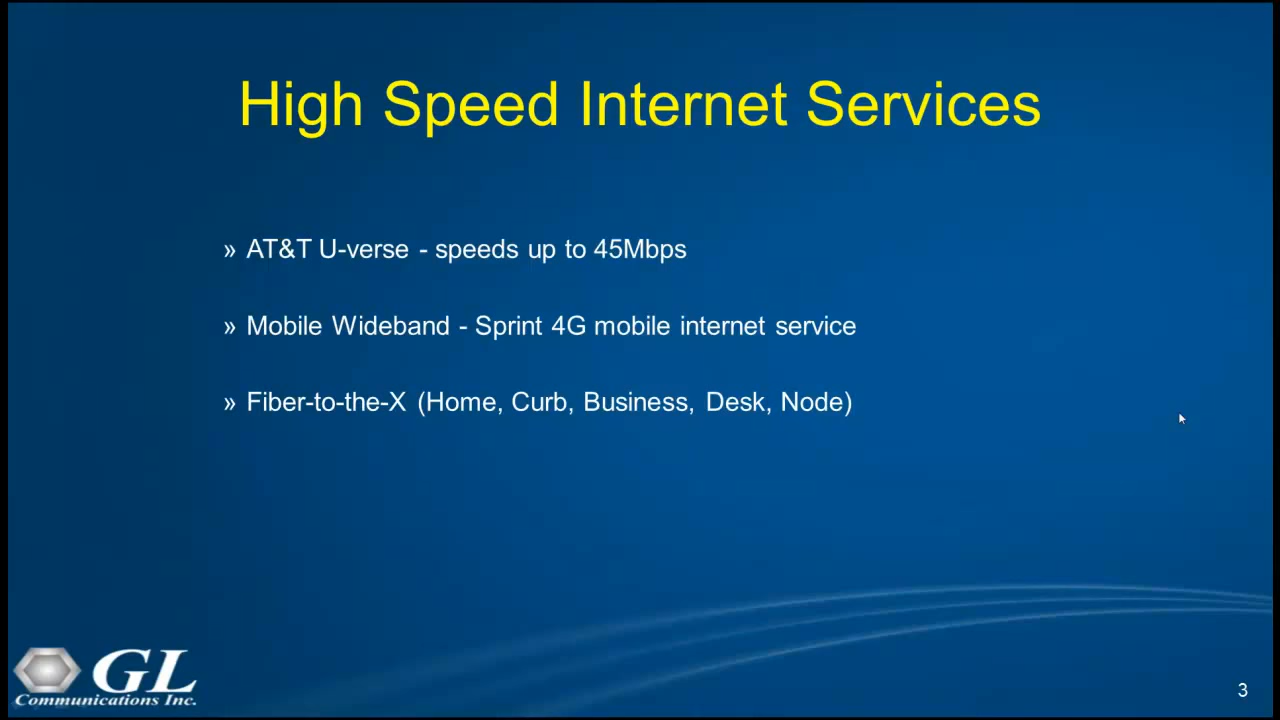 High Speed Internet Services
» AT&T U-verse - speeds up to 45Mbps
» Mobile Wideband - Sprint 4G mobile internet service
» Fiber-to-the-X (Home, Curb, Business, Desk, Node)
GL
Communications Inc.
3